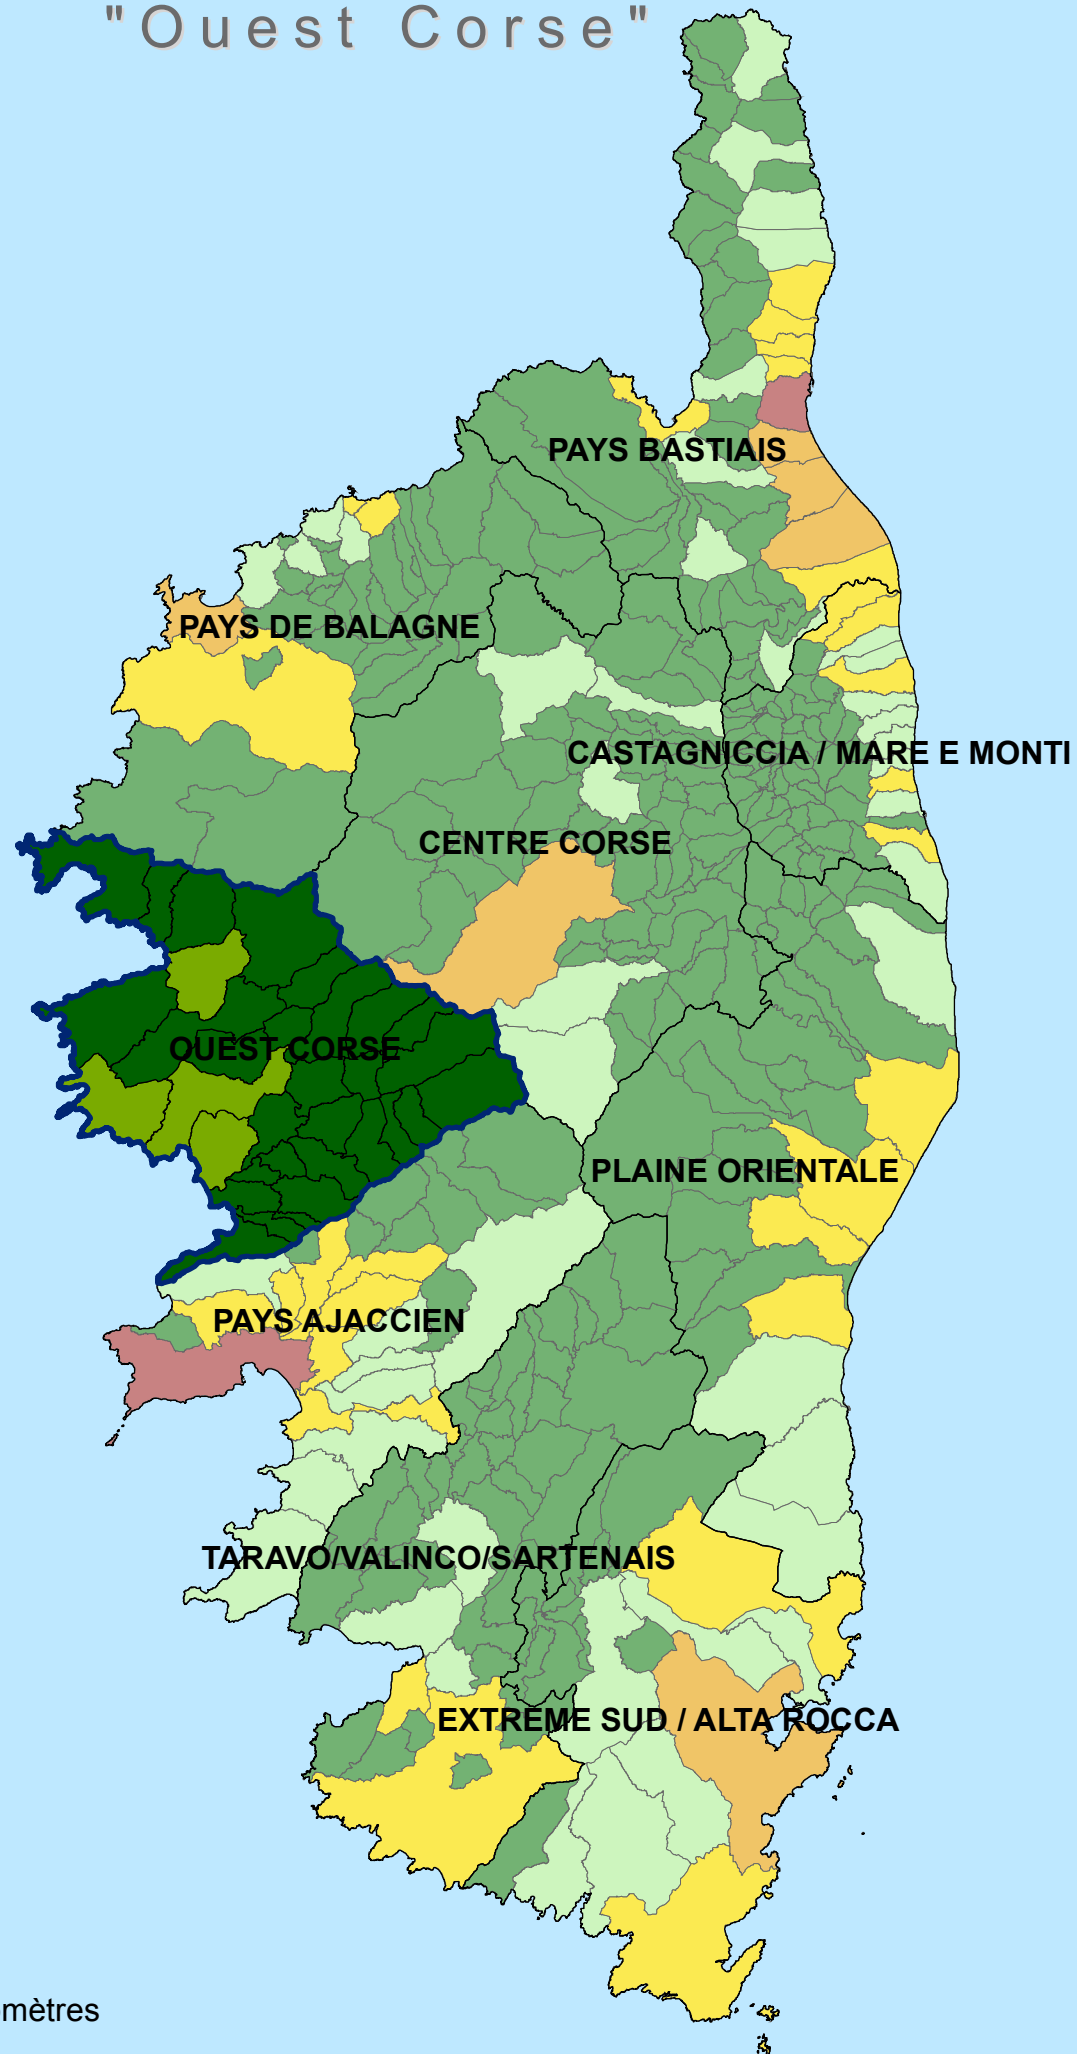 "Ouest Corse"
PAYS BASTIAIS
PAYS DE BALAGNE
CASTAGNICCIA / MARE E MONTI
CENTRE CORSE
OUEST CORSE
PLAINE ORIENTALE
PAYS AJACCIEN
TARAVO/VALINCO/SARTENAIS
EXTREME SUD / ALTA ROCCA
mètres